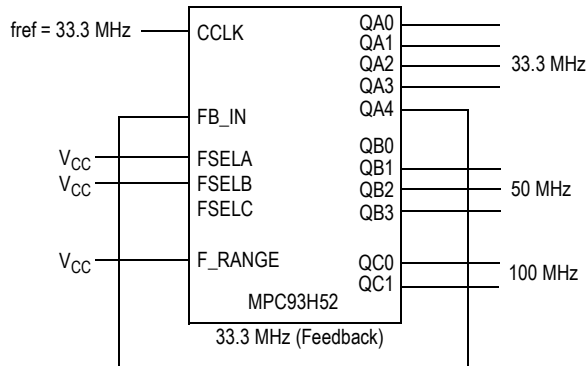 fref = 33.3 MHz
CCLK
QA0
QA1
QA2
QA3
33.3 MHz
QA4
FB_IN
VCC
FSELA
VCC
FSELB
FSELC
QB0
QB1
QB2
QB3
50 MHz
VCC
F_RANGE
QC0
QC1
100 MHz
MPC93H52
33.3 MHz (Feedback)